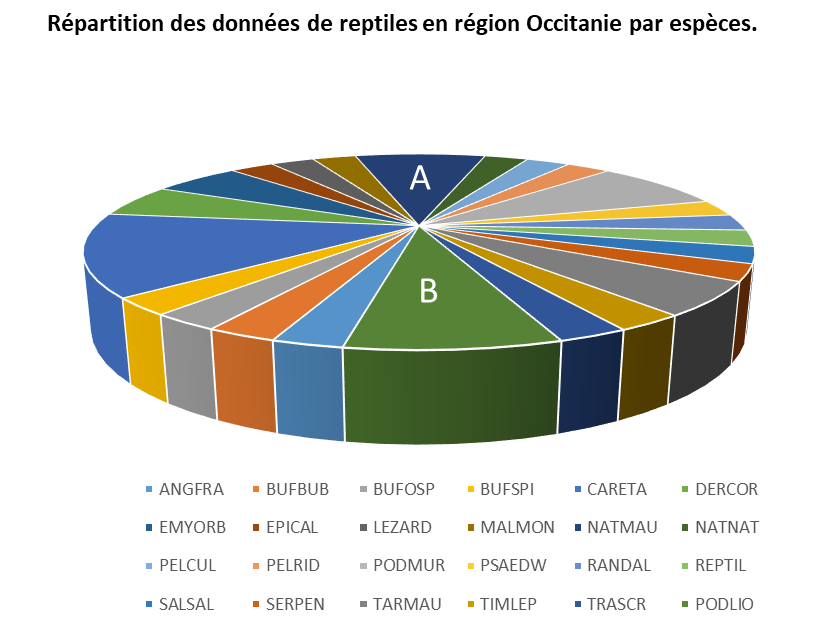 Répartition des données de reptiles en région Occitanie par espèces.
A
B
ANGFRA BUFBUB BUFOSP BUFSPI CARETA DERCOR
EMYORB EPICAL LEZARD MALMON NATMAU NATNAT
PELCUL PELRID PODMUR PSAEDW RANDAL REPTIL
SALSAL SERPEN TARMAU TIMLEP TRASCR PODLIO